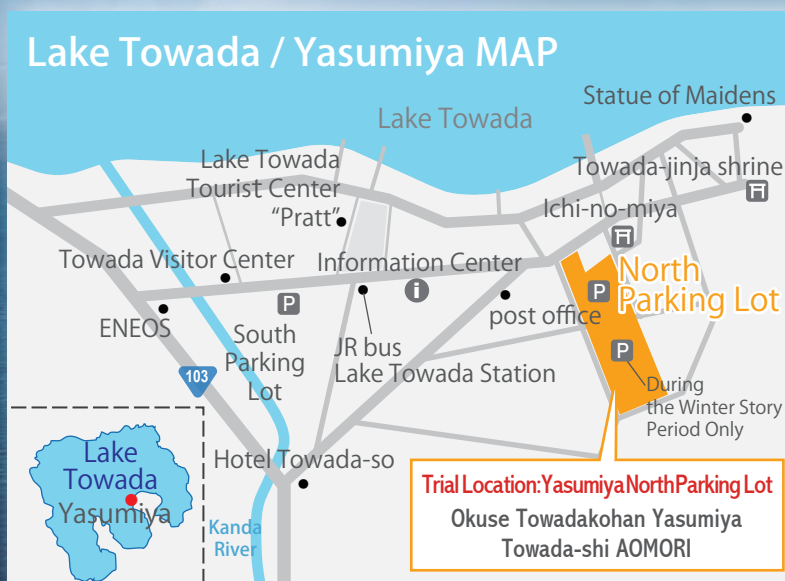 Lake Towada / Yasumiya MAP
Statue of Maidens
Lake Towada
Lake Towada
Tourist Center
“Pratt”
Towada-jinja shrine
Ichi-no-miya
Towada Visitor Center
Information Center
i
North
Parking Lot
P
P
P
ENEOS
post office
South
Parking
Lot
JR bus
Lake Towada Station
103
During
the Winter Story
Period Only
Lake
Towada
Yasumiya
Hotel Towada-so
Kanda
River
Trial Location:Yasumiya North Parking Lot
Okuse Towadakohan Yasumiya
Towada-shi AOMORI